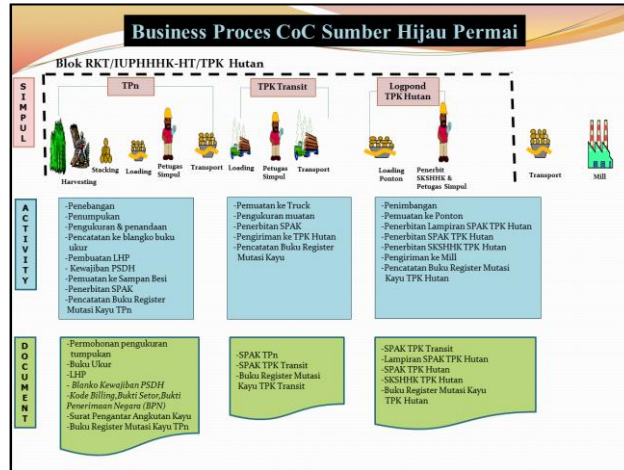 Business Proces CoC Sumber Hijau Permai
Blok RKT/IUPHHHK-HT/TPK Hutan
SIMPUL
TPn
TPK Transit
Logpond
TPK Hutan
Harvesting
Stacking
Loading
Petugas
Simpul
Transport
Loading
Petugas
Simpul
Transport
Loading
Ponton
Penerbit
SKSHHK &
Petugas Simpul
Transport
Mill
ACTIVITY
-Penebangan
-Penumpukan
-Pengukuran & penandaan
-Pencatatan ke blangko buku
ukur
-Pembuatan LHP
- Kewajiban PSDH
-Pemuatan ke Sampan Besi
-Penerbitan SPAK
-Pencatatan Buku Register
Mutasi Kayu TPn
-Pemuatan ke Truck
-Pengukuran muatan
-Penerbitan SPAK
-Pengiriman ke TPK Hutan
-Pencatatan Buku Register
Mutasi Kayu
-Penimbangan
-Pemuatan ke Ponton
-Penerbitan Lampiran SPAK TPK Hutan
-Penerbitan SPAK TPK Hutan
-Penerbitan SKSHHK TPK Hutan
-Pengiriman ke Mill
-Pencatatan Buku Register Mutasi
Kayu TPK Hutan
DOCUMENT
-Permohonan pengukuran
tumpukan
-Buku Ukur
-LHP
- Blanko Kewajiban PSDH
-Kode Billing,Bukti Setor,Bukti
Penerimaan Negara (BPN)
-Surat Pengantar Angkutan Kayu
-Buku Register Mutasi Kayu TPn
-SPAK TPn
-SPAK TPK Transit
-Buku Register Mutasi
Kayu TPK Transit
-SPAK TPK Transit
-Lampiran SPAK TPK Hutan
-SPAK TPK Hutan
-SKSHHK TPK Hutan
-Buku Register Mutasi Kayu
TPK Hutan